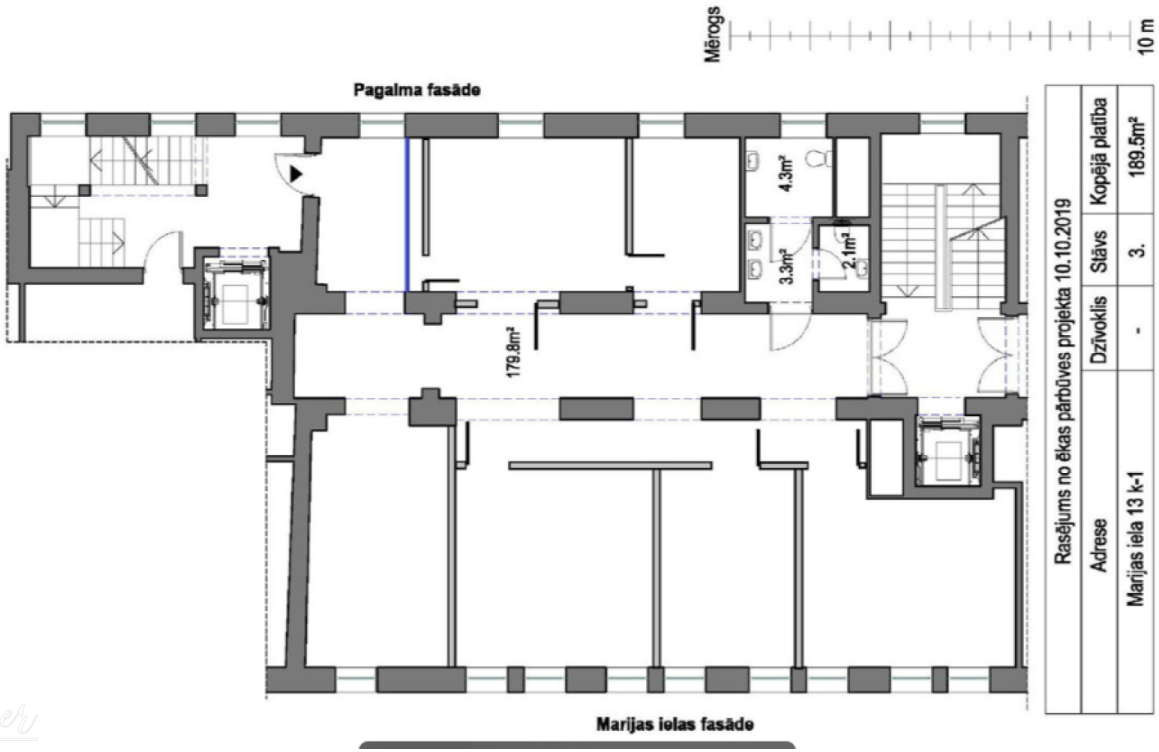 Mērogs
10 m
Pagalma fasāde
4.3m²
3.3m²
2.1m²
179.8m²
Marijas ielas fasāde
Rasējums no ēkas pārbūves projekta 10.10.2019
Adrese Dzīvoklis Stāvs Kopējā platība
Marijas iela 13 k-1 - 3. 189.5m²